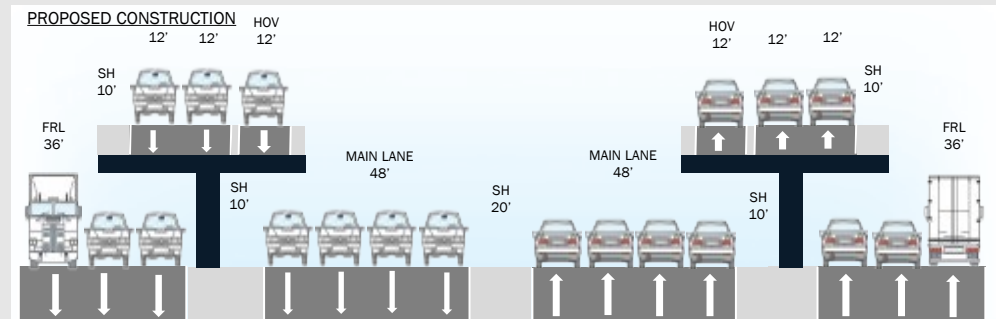 PROPOSED CONSTRUCTION
12' 12' HOV
12'
SH
10'
FRL
36'
SH
10'
MAIN LANE
48'
SH
20'
MAIN LANE
48'
HOV
12'
12' 12'
SH
10'
SH
10'
FRL
36'